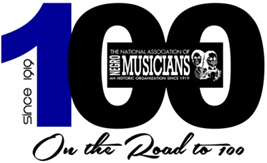 100
since 1919
THE NATIONAL ASSOCIATION OF
NEGRO
MUSICIANS
AN HISTORIC ORGANIZATION SINCE 1919
On the Road to 100